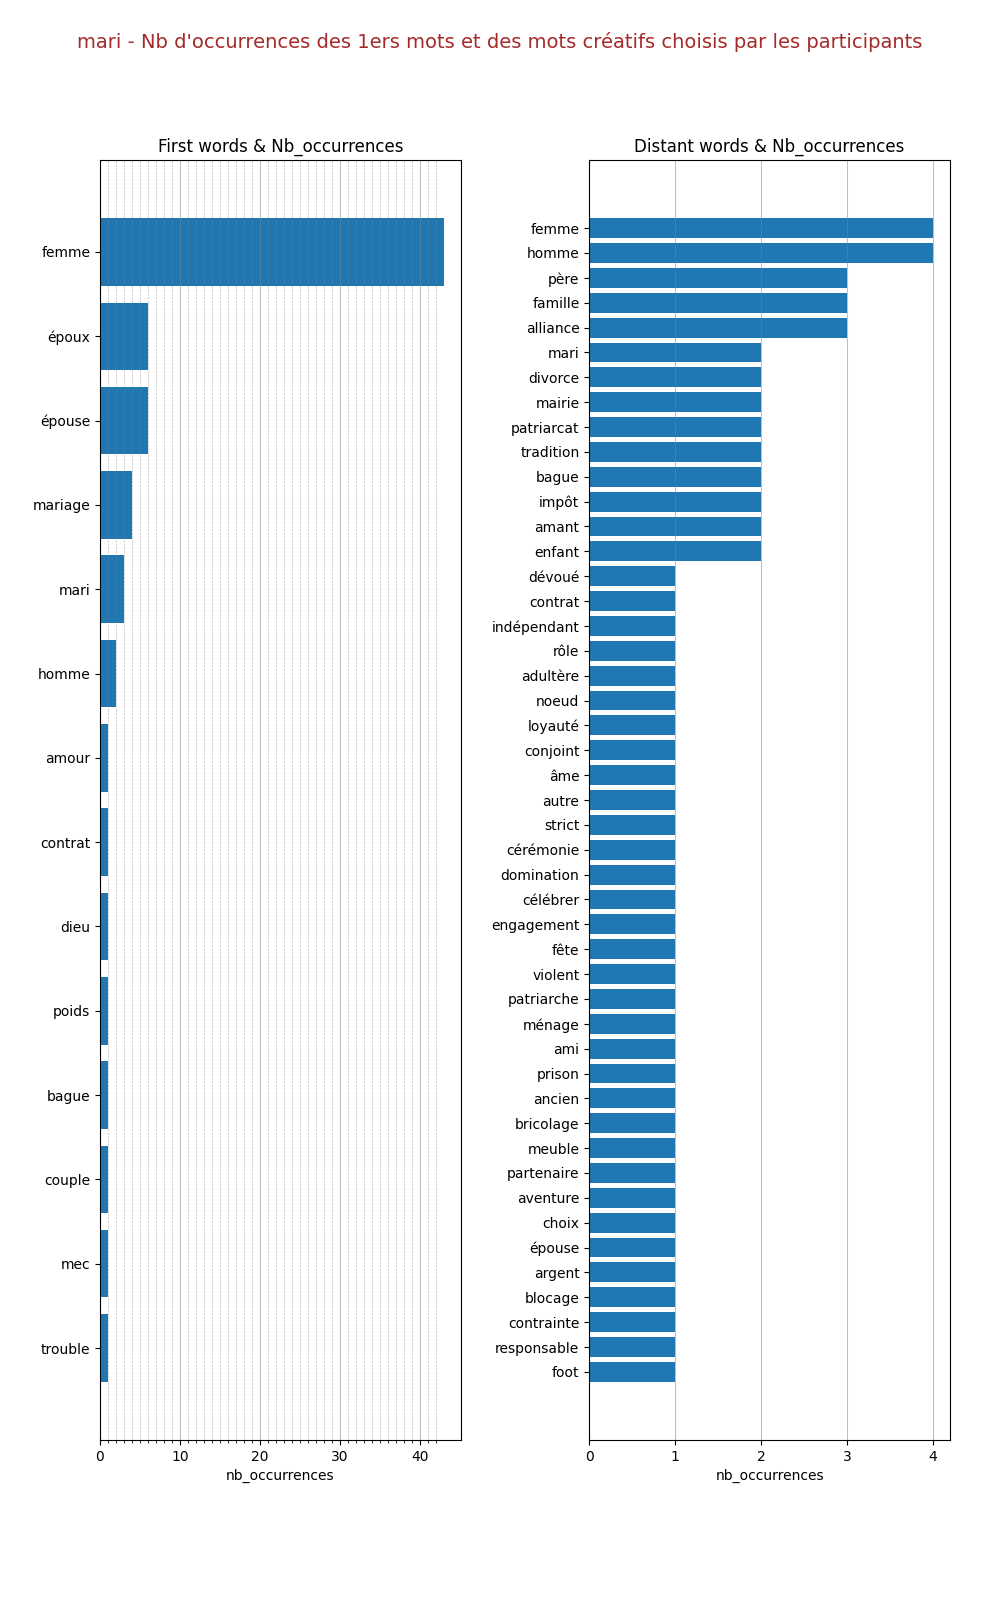 mari - Nb d'occurrences des 1ers mots et des mots créatifs choisis par les participants
First words & Nb_occurrences
femme
époux
épouse
mariage
mari
homme
amour
contrat
dieu
poids
bague
couple
mec
trouble
0 10 20 30 40
nb_occurrences
Distant words & Nb_occurrences
femme
homme
père
famille
alliance
mari
divorce
mairie
patriarcat
tradition
bague
impôt
amant
enfant
dévoué
contrat
indépendant
rôle
adultère
noeud
loyauté
conjoint
âme
autre
strict
cérémonie
domination
célébrer
engagement
fête
violent
patriarche
ménage
ami
prison
ancien
bricolage
meuble
partenaire
aventure
choix
épouse
argent
blocage
contrainte
responsable
foot
0 1 2 3 4
nb_occurrences